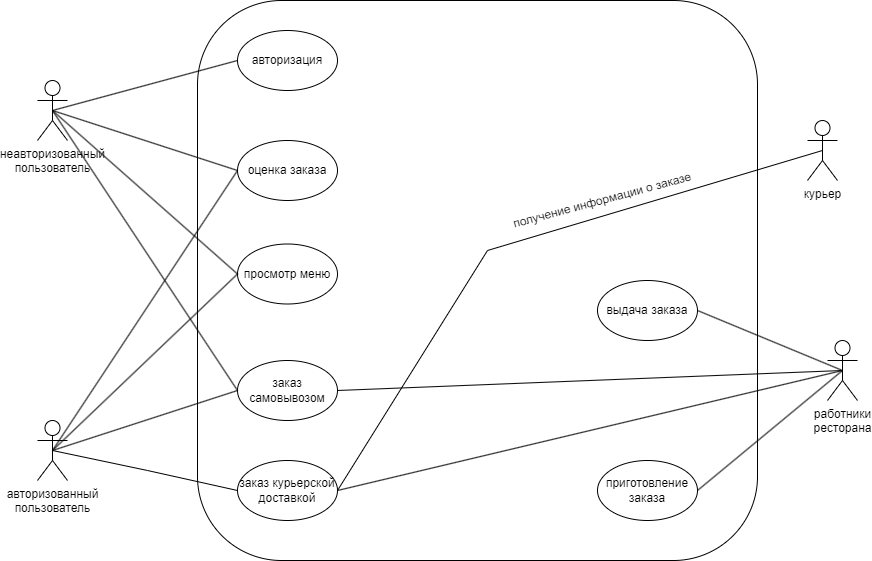 авторизация
неавторизованный
пользователь
оценка заказа
курьер
получение информации о заказе
просмотр меню
выдача заказа
заказ
самовывозом
работники
ресторана
авторизованный
пользователь
заказ курьерской
доставкой
приготовление
заказа